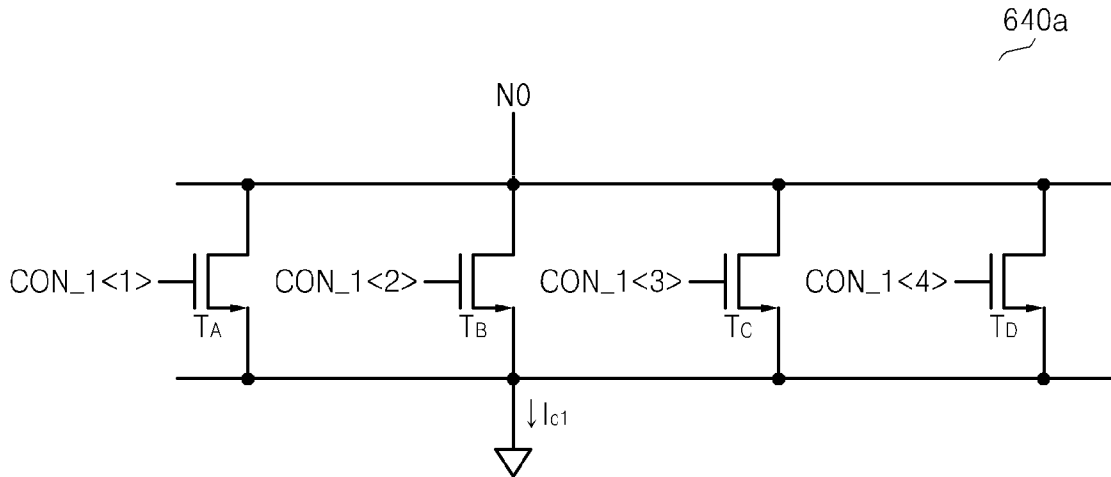 640a
N0
CON_1<1>
CON_1<2>
CON_1<3>
CON_1<4>
TA
TB
TC
TD
↓Ic1